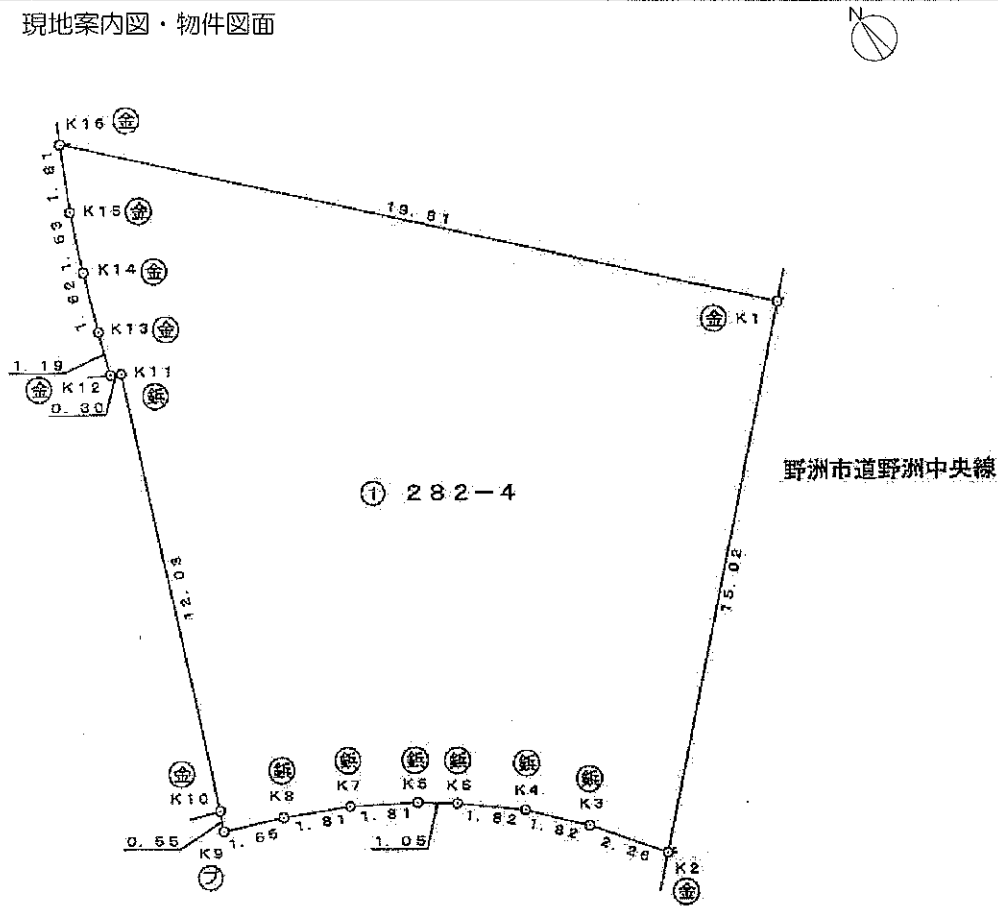 現地案内図・物件図面
N
K16 金
1.81
K15 金
1.63
19.81
K14 金
1.62
金 K1
K13 金
1.19
金 K12
K11
鋲
0.30
野洲市道野洲中央線
① 282-4
12.03
15.02
金
K10
鋲
K8
鋲
K7
鋲
K6
鋲
鋲
K4
鋲
K3
0.55
K9
フ
1.81
1.81
1.05
1.82
1.82
2.26
K2
金